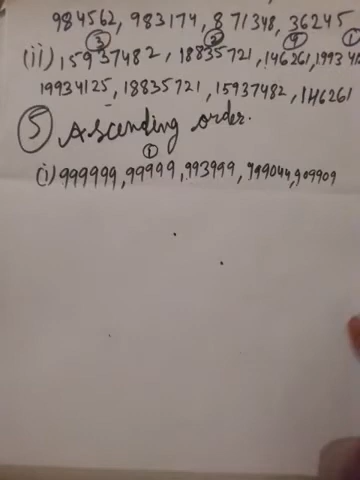 984562, 983174, 871348, 36245
③ ② ④ ①
(ii) 15937482, 18835721, 146261, 199341
19934125, 18835721, 15937482, 146261
⑤ Ascending order.
①
(i) 999999, 99999, 993999, 999044, 909909